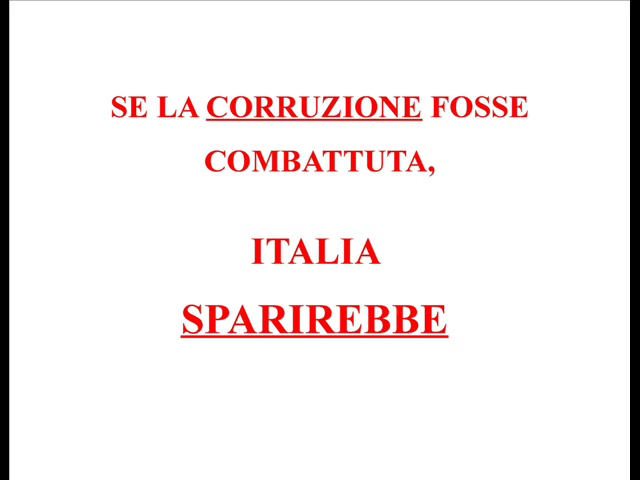 SE LA CORRUZIONE FOSSE
COMBATTUTA,
ITALIA
SPARIREBBE